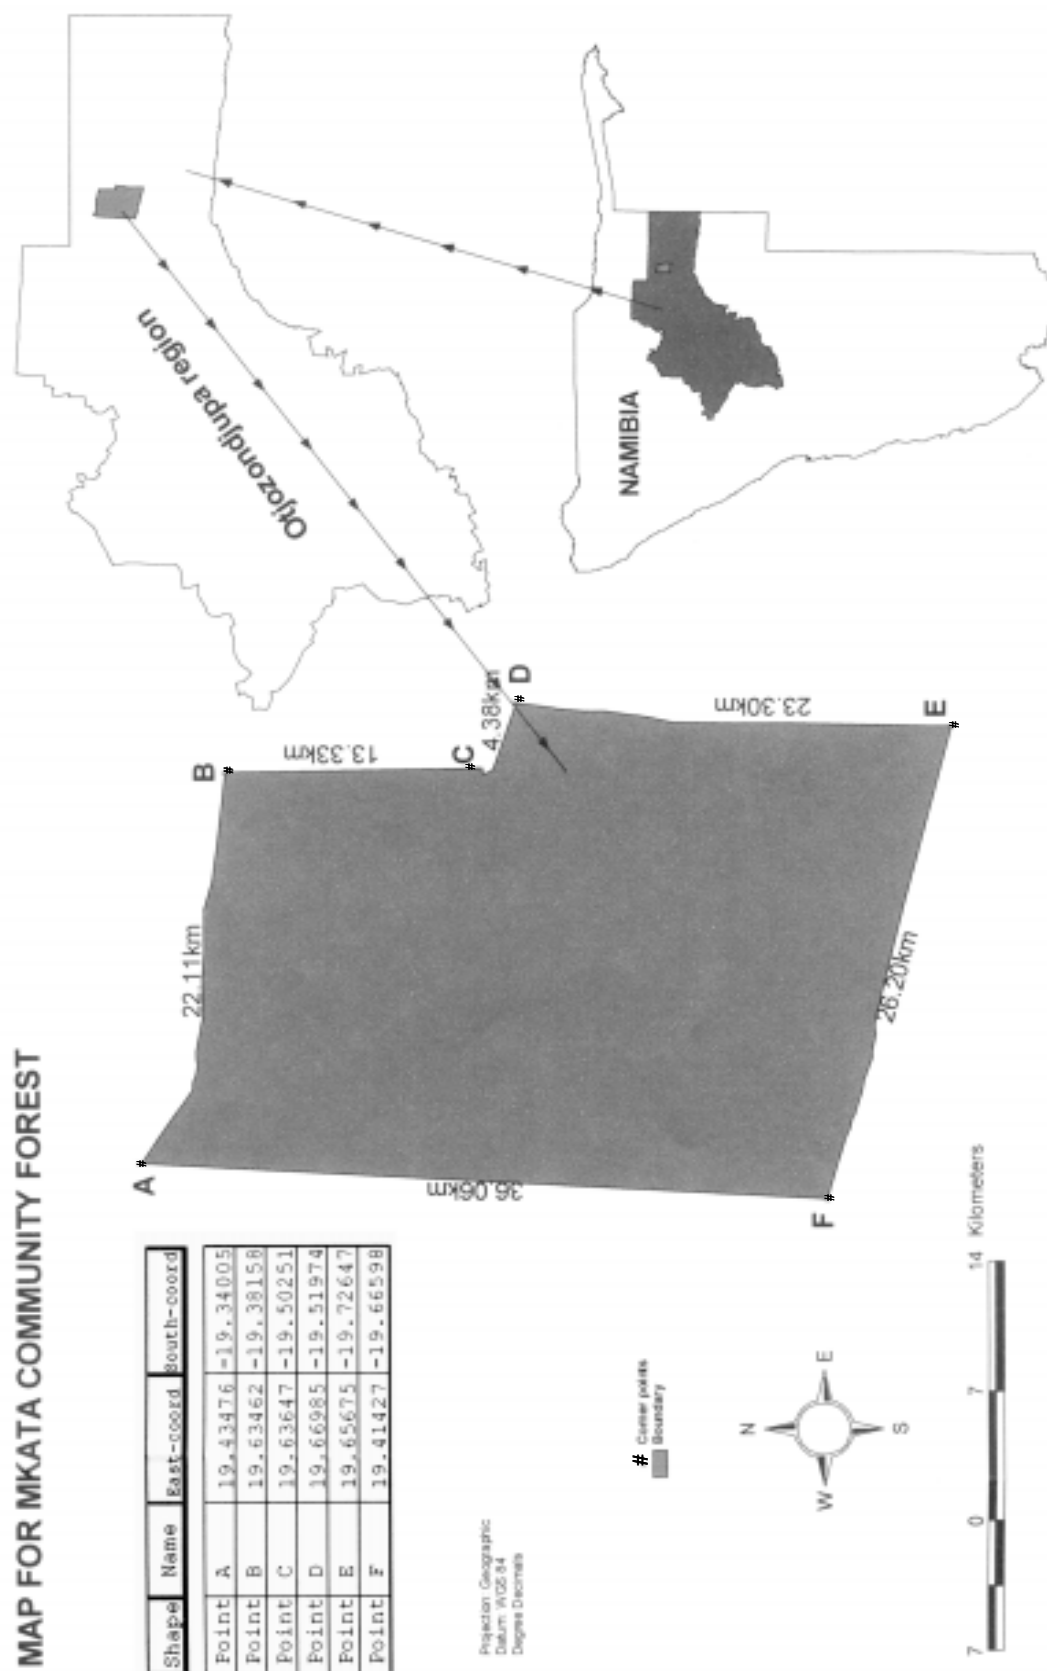 MAP FOR MKATA COMMUNITY FOREST
Shape Name East-coord South-coord
Point A 19.43476 -19.34005
Point B 19.63462 -19.38158
Point C 19.63647 -19.50251
Point D 19.66985 -19.51974
Point E 19.65675 -19.72647
Point F 19.41427 -19.66598
Projection Geographic
Datum: WGS 84
Degree Decimals
# Corner points
Boundary
N
W E
S
7 0 7 14 Kilometers
A
22.11km
B
13.33km
C
4.38km
D
23.30km
E
26.20km
F
36.06km
Otjozondjupa region
NAMIBIA